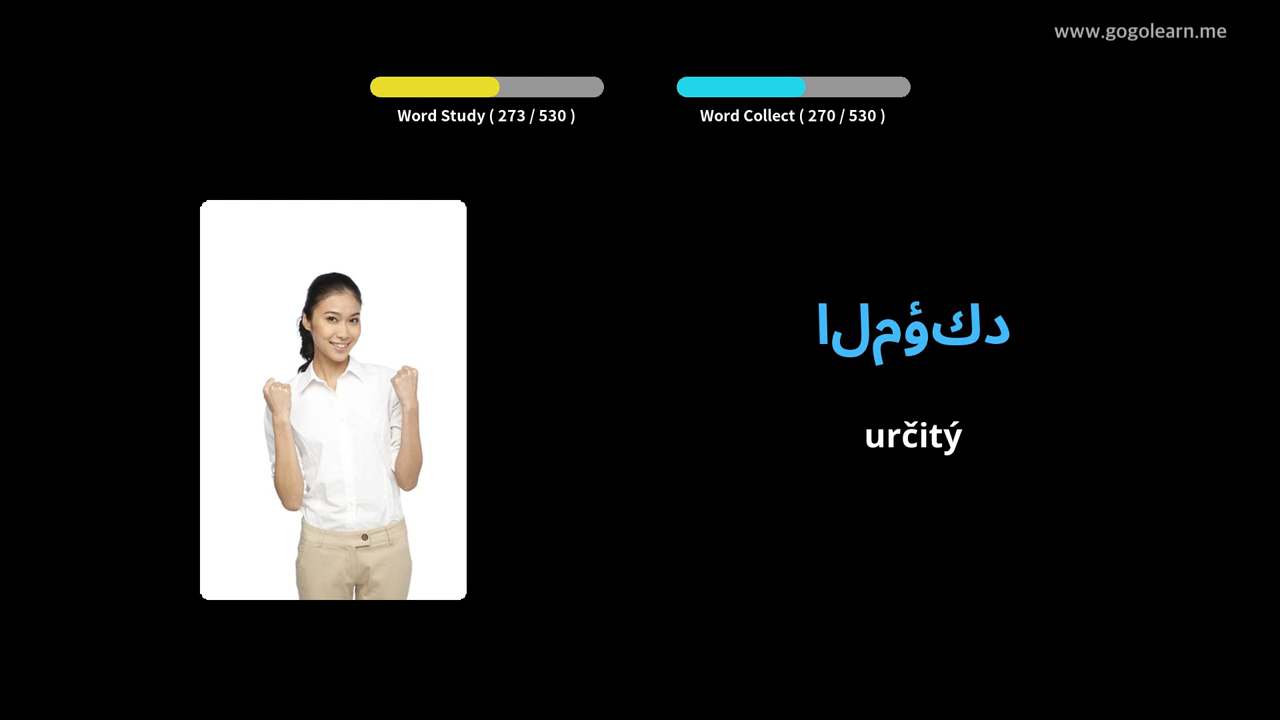 www.gogolearn.me
Word Study ( 273 / 530 )
Word Collect ( 270 / 530 )
المؤكد
určitý